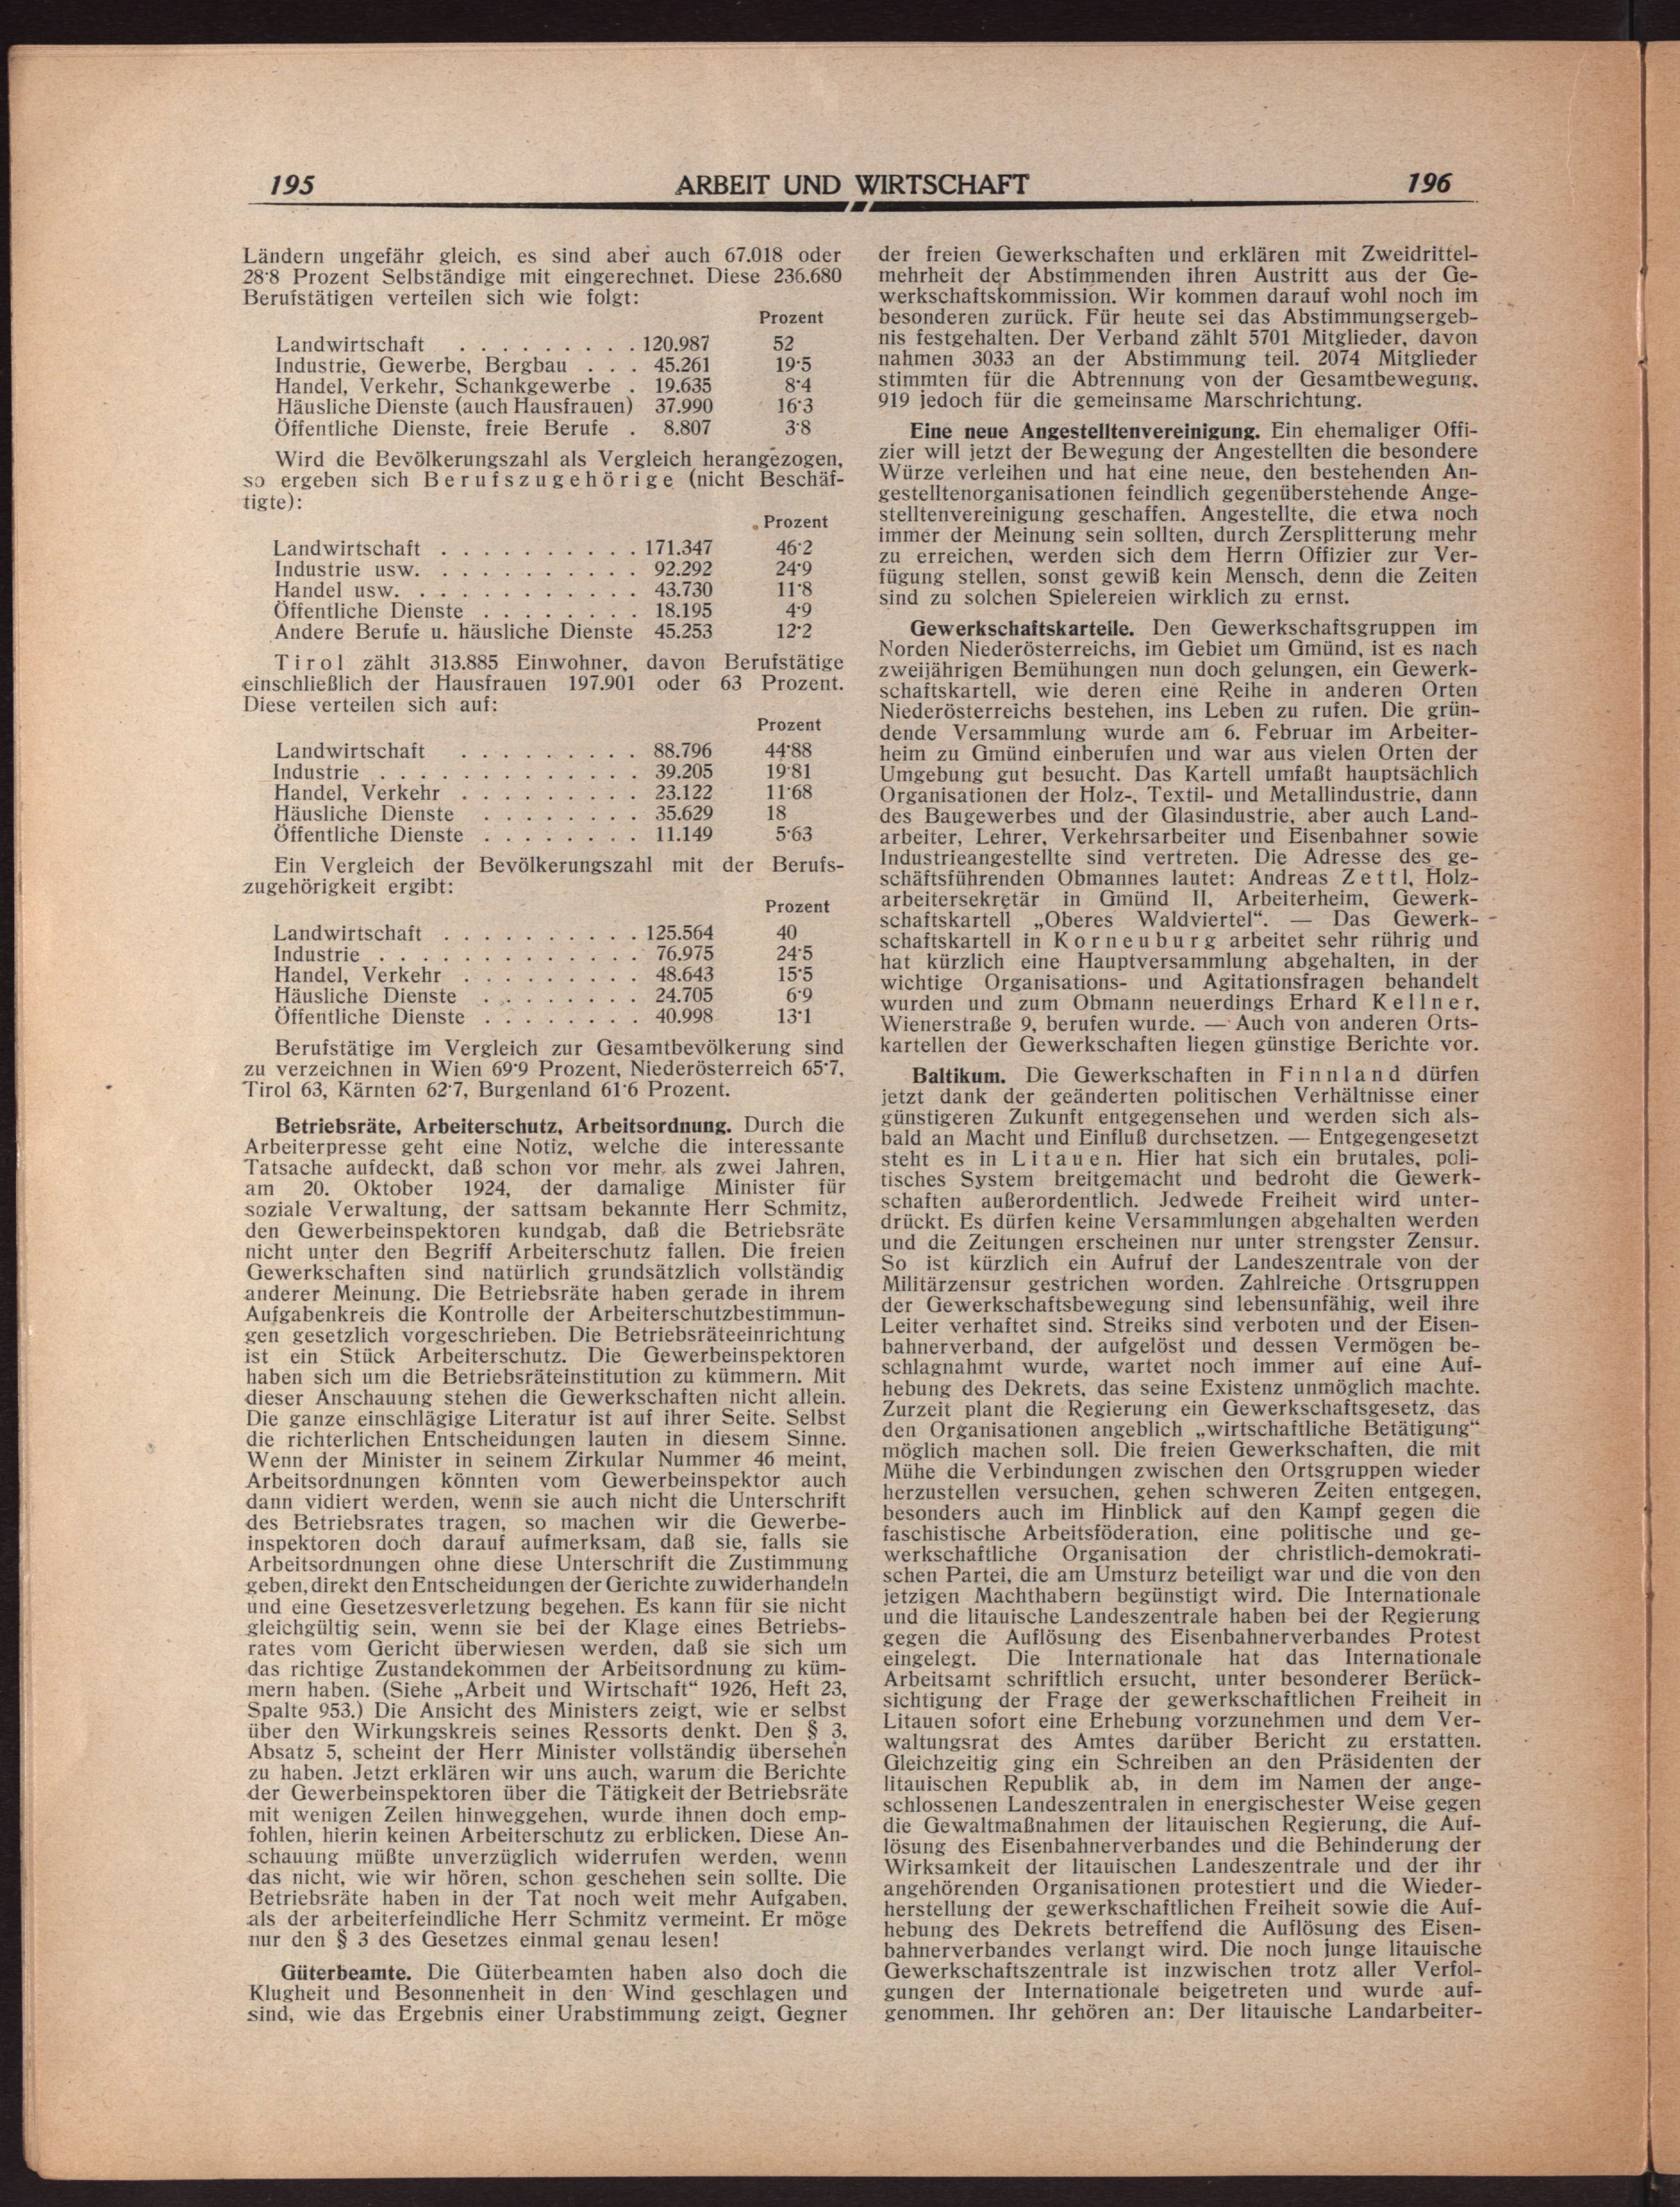 195
ARBEIT UND WIRTSCHAFT
196
Ländern ungefähr gleich, es sind aber auch 67.018 oder
28·8 Prozent Selbständige mit eingerechnet. Diese 236.680
Berufstätigen verteilen sich wie folgt:
Prozent
Landwirtschaft . . . . . . . . . 120.987 52
Industrie, Gewerbe, Bergbau . . . 45.261 19·5
Handel, Verkehr, Schankgewerbe . 19.635 8·4
Häusliche Dienste (auch Hausfrauen) 37.990 16·3
Öffentliche Dienste, freie Berufe . 8.807 3·8
Wird die Bevölkerungszahl als Vergleich herangezogen,
so ergeben sich Berufszugehörige (nicht Beschäf-
tigte):
Prozent
Landwirtschaft . . . . . . . . . . 171.347 46·2
Industrie usw. . . . . . . . . . . 92.292 24·9
Handel usw. . . . . . . . . . . . 43.730 11·8
Öffentliche Dienste . . . . . . . . 18.195 4·9
Andere Berufe u. häusliche Dienste 45.253 12·2
Tirol zählt 313.885 Einwohner, davon Berufstätige
einschließlich der Hausfrauen 197.901 oder 63 Prozent.
Diese verteilen sich auf:
Prozent
Landwirtschaft . . . . . . . . . 88.796 44·88
Industrie . . . . . . . . . . . . . 39.205 19·81
Handel, Verkehr . . . . . . . . . 23.122 11·68
Häusliche Dienste . . . . . . . . 35.629 18
Öffentliche Dienste . . . . . . . . 11.149 5·63
Ein Vergleich der Bevölkerungszahl mit der Berufs-
zugehörigkeit ergibt:
Prozent
Landwirtschaft . . . . . . . . . . 125.564 40
Industrie . . . . . . . . . . . . . 76.975 24·5
Handel, Verkehr . . . . . . . . . 48.643 15·5
Häusliche Dienste . . . . . . . . 24.705 6·9
Öffentliche Dienste . . . . . . . . 40.998 13·1
Berufstätige im Vergleich zur Gesamtbevölkerung sind
zu verzeichnen in Wien 69·9 Prozent, Niederösterreich 65·7,
Tirol 63, Kärnten 62·7, Burgenland 61·6 Prozent.
Betriebsräte, Arbeiterschutz, Arbeitsordnung. Durch die
Arbeiterpresse geht eine Notiz, welche die interessante
Tatsache aufdeckt, daß schon vor mehr als zwei Jahren,
am 20. Oktober 1924, der damalige Minister für
soziale Verwaltung, der sattsam bekannte Herr Schmitz,
den Gewerbeinspektoren kundgab, daß die Betriebsräte
nicht unter den Begriff Arbeiterschutz fallen. Die freien
Gewerkschaften sind natürlich grundsätzlich vollständig
anderer Meinung. Die Betriebsräte haben gerade in ihrem
Aufgabenkreis die Kontrolle der Arbeiterschutzbestimmun-
gen gesetzlich vorgeschrieben. Die Betriebsräteeinrichtung
ist ein Stück Arbeiterschutz. Die Gewerbeinspektoren
haben sich um die Betriebsräteinstitution zu kümmern. Mit
dieser Anschauung stehen die Gewerkschaften nicht allein.
Die ganze einschlägige Literatur ist auf ihrer Seite. Selbst
die richterlichen Entscheidungen lauten in diesem Sinne.
Wenn der Minister in seinem Zirkular Nummer 46 meint,
Arbeitsordnungen könnten vom Gewerbeinspektor auch
dann vidiert werden, wenn sie auch nicht die Unterschrift
des Betriebsrates tragen, so machen wir die Gewerbe-
inspektoren doch darauf aufmerksam, daß sie, falls sie
Arbeitsordnungen ohne diese Unterschrift die Zustimmung
geben, direkt den Entscheidungen der Gerichte zuwiderhandeln
und eine Gesetzesverletzung begehen. Es kann für sie nicht
gleichgültig sein, wenn sie bei der Klage eines Betriebs-
rates vom Gericht überwiesen werden, daß sie sich um
das richtige Zustandekommen der Arbeitsordnung zu küm-
mern haben. (Siehe „Arbeit und Wirtschaft“ 1926, Heft 23,
Spalte 953.) Die Ansicht des Ministers zeigt, wie er selbst
über den Wirkungskreis seines Ressorts denkt. Den § 3,
Absatz 5, scheint der Herr Minister vollständig übersehen
zu haben. Jetzt erklären wir uns auch, warum die Berichte
der Gewerbeinspektoren über die Tätigkeit der Betriebsräte
mit wenigen Zeilen hinweggehen, wurde ihnen doch emp-
fohlen, hierin keinen Arbeiterschutz zu erblicken. Diese An-
schauung müßte unverzüglich widerrufen werden, wenn
das nicht, wie wir hören, schon geschehen sein sollte. Die
Betriebsräte haben in der Tat noch weit mehr Aufgaben,
als der arbeiterfeindliche Herr Schmitz vermeint. Er möge
nur den § 3 des Gesetzes einmal genau lesen!
Güterbeamte. Die Güterbeamten haben also doch die
Klugheit und Besonnenheit in den Wind geschlagen und
sind, wie das Ergebnis einer Urabstimmung zeigt, Gegner
der freien Gewerkschaften und erklären mit Zweidrittel-
mehrheit der Abstimmenden ihren Austritt aus der Ge-
werkschaftskommission. Wir kommen darauf wohl noch im
besonderen zurück. Für heute sei das Abstimmungsergeb-
nis festgehalten. Der Verband zählt 5701 Mitglieder, davon
nahmen 3033 an der Abstimmung teil. 2074 Mitglieder
stimmten für die Abtrennung von der Gesamtbewegung,
919 jedoch für die gemeinsame Marschrichtung.
Eine neue Angestelltenvereinigung. Ein ehemaliger Offi-
zier will jetzt der Bewegung der Angestellten die besondere
Würze verleihen und hat eine neue, den bestehenden An-
gestelltenorganisationen feindlich gegenüberstehende Ange-
stelltenvereinigung geschaffen. Angestellte, die etwa noch
immer der Meinung sein sollten, durch Zersplitterung mehr
zu erreichen, werden sich dem Herrn Offizier zur Ver-
fügung stellen, sonst gewiß kein Mensch, denn die Zeiten
sind zu solchen Spielereien wirklich zu ernst.
Gewerkschaftskartelle. Den Gewerkschaftsgruppen im
Norden Niederösterreichs, im Gebiet um Gmünd, ist es nach
zweijährigen Bemühungen nun doch gelungen, ein Gewerk-
schaftskartell, wie deren eine Reihe in anderen Orten
Niederösterreichs bestehen, ins Leben zu rufen. Die grün-
dende Versammlung wurde am 6. Februar im Arbeiter-
heim zu Gmünd einberufen und war aus vielen Orten der
Umgebung gut besucht. Das Kartell umfaßt hauptsächlich
Organisationen der Holz-, Textil- und Metallindustrie, dann
des Baugewerbes und der Glasindustrie, aber auch Land-
arbeiter, Lehrer, Verkehrsarbeiter und Eisenbahner sowie
Industrieangestellte sind vertreten. Die Adresse des ge-
schäftsführenden Obmannes lautet: Andreas Zettl, Holz-
arbeitersekretär in Gmünd II, Arbeiterheim, Gewerk-
schaftskartell „Oberes Waldviertel“. — Das Gewerk-
schaftskartell in Korneuburg arbeitet sehr rührig und
hat kürzlich eine Hauptversammlung abgehalten, in der
wichtige Organisations- und Agitationsfragen behandelt
wurden und zum Obmann neuerdings Erhard Kellner,
Wienerstraße 9, berufen wurde. — Auch von anderen Orts-
kartellen der Gewerkschaften liegen günstige Berichte vor.
Baltikum. Die Gewerkschaften in Finnland dürfen
jetzt dank der geänderten politischen Verhältnisse einer
günstigeren Zukunft entgegensehen und werden sich als-
bald an Macht und Einfluß durchsetzen. — Entgegengesetzt
steht es in Litauen. Hier hat sich ein brutales, poli-
tisches System breitgemacht und bedroht die Gewerk-
schaften außerordentlich. Jedwede Freiheit wird unter-
drückt. Es dürfen keine Versammlungen abgehalten werden
und die Zeitungen erscheinen nur unter strengster Zensur.
So ist kürzlich ein Aufruf der Landeszentrale von der
Militärzensur gestrichen worden. Zahlreiche Ortsgruppen
der Gewerkschaftsbewegung sind lebensunfähig, weil ihre
Leiter verhaftet sind. Streiks sind verboten und der Eisen-
bahnerverband, der aufgelöst und dessen Vermögen be-
schlagnahmt wurde, wartet noch immer auf eine Auf-
hebung des Dekrets, das seine Existenz unmöglich machte.
Zurzeit plant die Regierung ein Gewerkschaftsgesetz, das
den Organisationen angeblich „wirtschaftliche Betätigung“
möglich machen soll. Die freien Gewerkschaften, die mit
Mühe die Verbindungen zwischen den Ortsgruppen wieder
herzustellen versuchen, gehen schweren Zeiten entgegen,
besonders auch im Hinblick auf den Kampf gegen die
faschistische Arbeitsföderation, eine politische und ge-
werkschaftliche Organisation der christlich-demokrati-
schen Partei, die am Umsturz beteiligt war und die von den
jetzigen Machthabern begünstigt wird. Die Internationale
und die litauische Landeszentrale haben bei der Regierung
gegen die Auflösung des Eisenbahnerverbandes Protest
eingelegt. Die Internationale hat das Internationale
Arbeitsamt schriftlich ersucht, unter besonderer Berück-
sichtigung der Frage der gewerkschaftlichen Freiheit in
Litauen sofort eine Erhebung vorzunehmen und dem Ver-
waltungsrat des Amtes darüber Bericht zu erstatten.
Gleichzeitig ging ein Schreiben an den Präsidenten der
litauischen Republik ab, in dem im Namen der ange-
schlossenen Landeszentralen in energischester Weise gegen
die Gewaltmaßnahmen der litauischen Regierung, die Auf-
lösung des Eisenbahnerverbandes und die Behinderung der
Wirksamkeit der litauischen Landeszentrale und der ihr
angehörenden Organisationen protestiert und die Wieder-
herstellung der gewerkschaftlichen Freiheit sowie die Auf-
hebung des Dekrets betreffend die Auflösung des Eisen-
bahnerverbandes verlangt wird. Die noch junge litauische
Gewerkschaftszentrale ist inzwischen trotz aller Verfol-
gungen der Internationale beigetreten und wurde auf-
genommen. Ihr gehören an: Der litauische Landarbeiter-